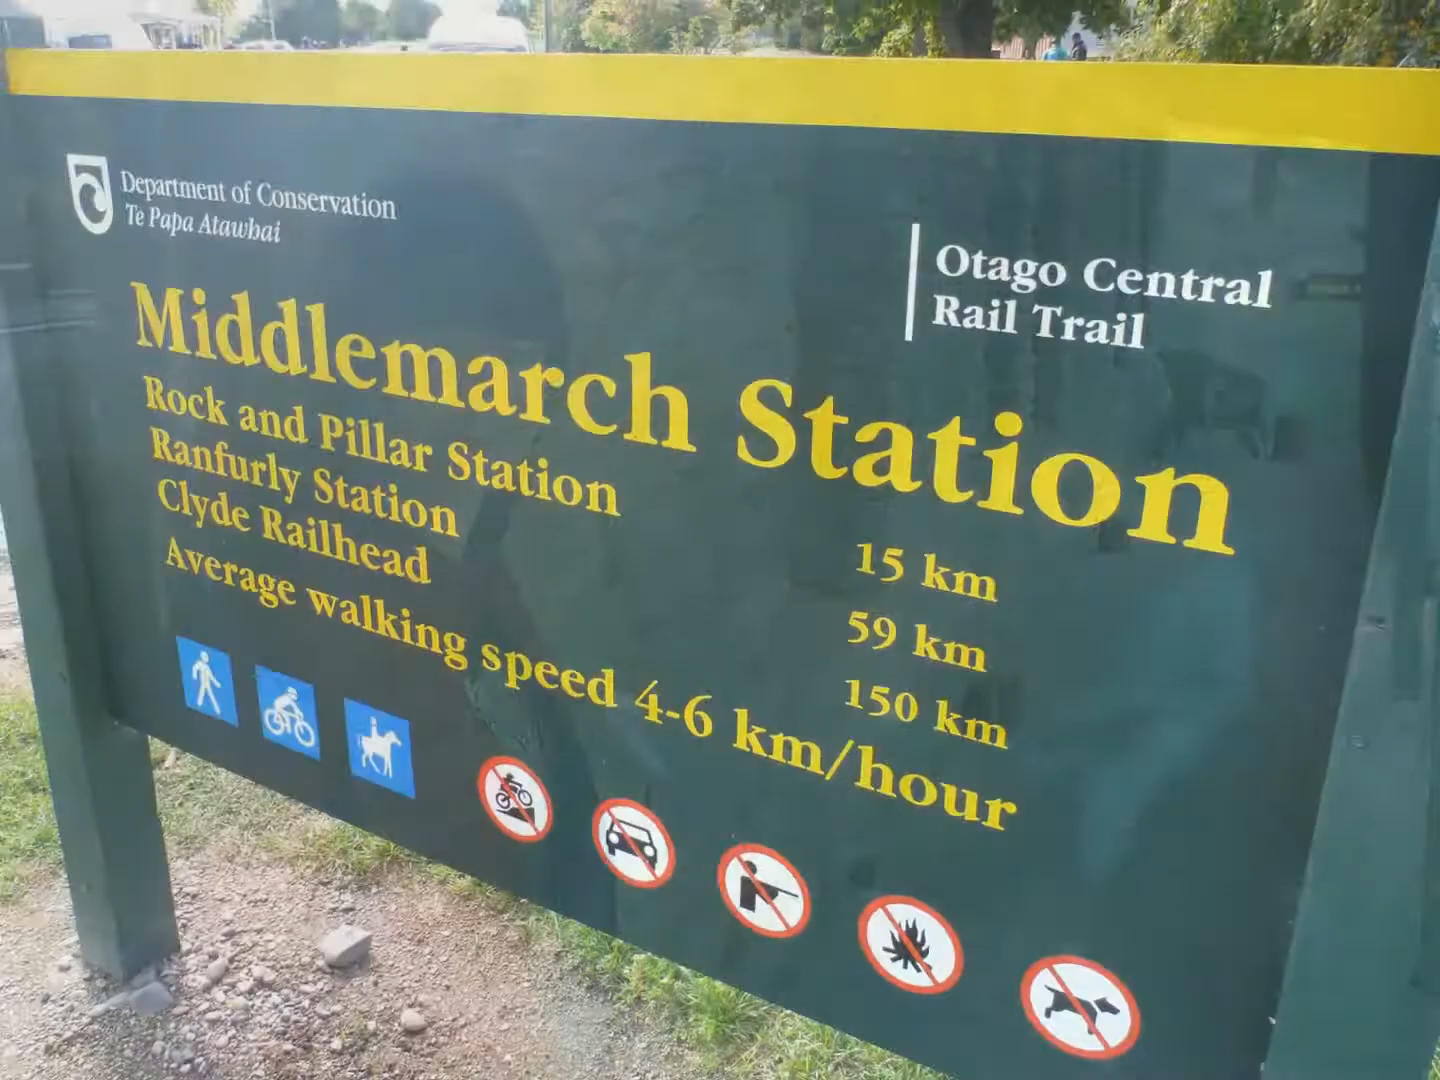 Department of Conservation
Te Papa Atawhai
Otago Central
Rail Trail
Middlemarch Station
Rock and Pillar Station 15 km
Ranfurly Station 59 km
Clyde Railhead 150 km
Average walking speed 4-6 km/hour